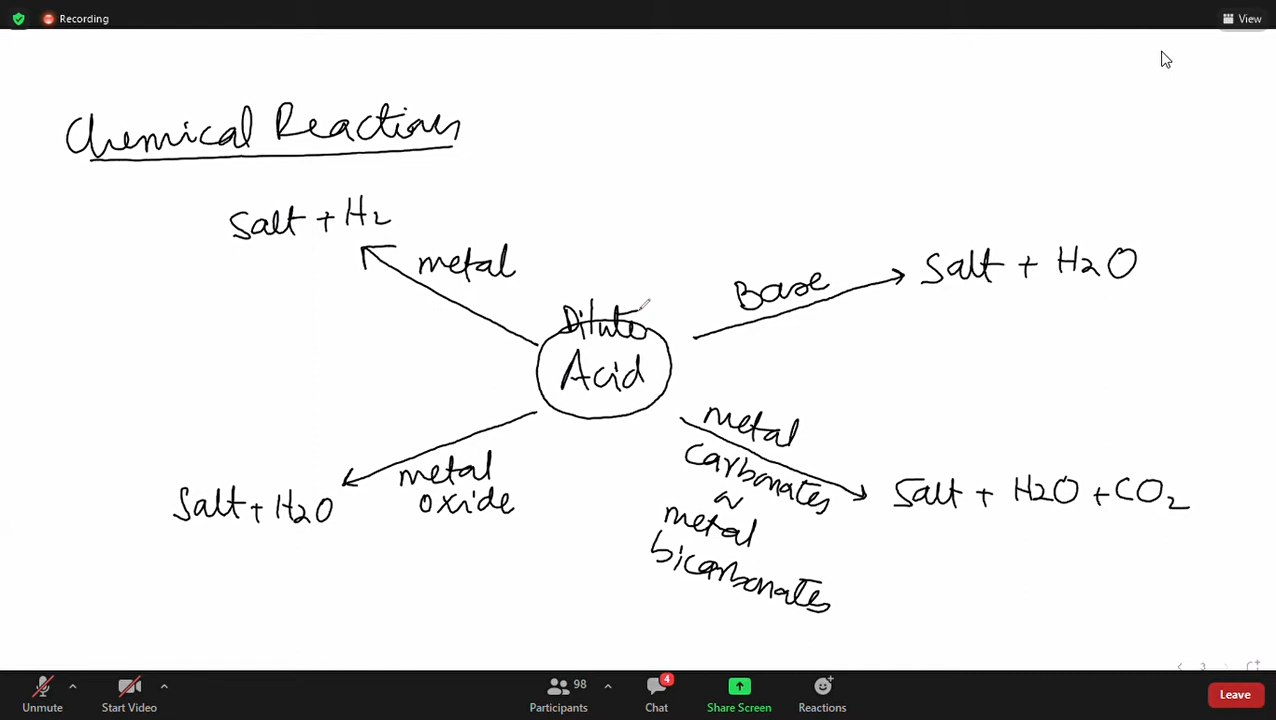 Recording
View
Chemical Reactions
Salt + H2
metal
Base
Salt + H2O
Dilute
Acid
metal
oxide
Salt + H2O
metal
carbonates
or
metal
bicarbonates
Salt + H2O + CO2
3
Unmute
Start Video
98
Participants
4
Chat
Share Screen
Reactions
Leave